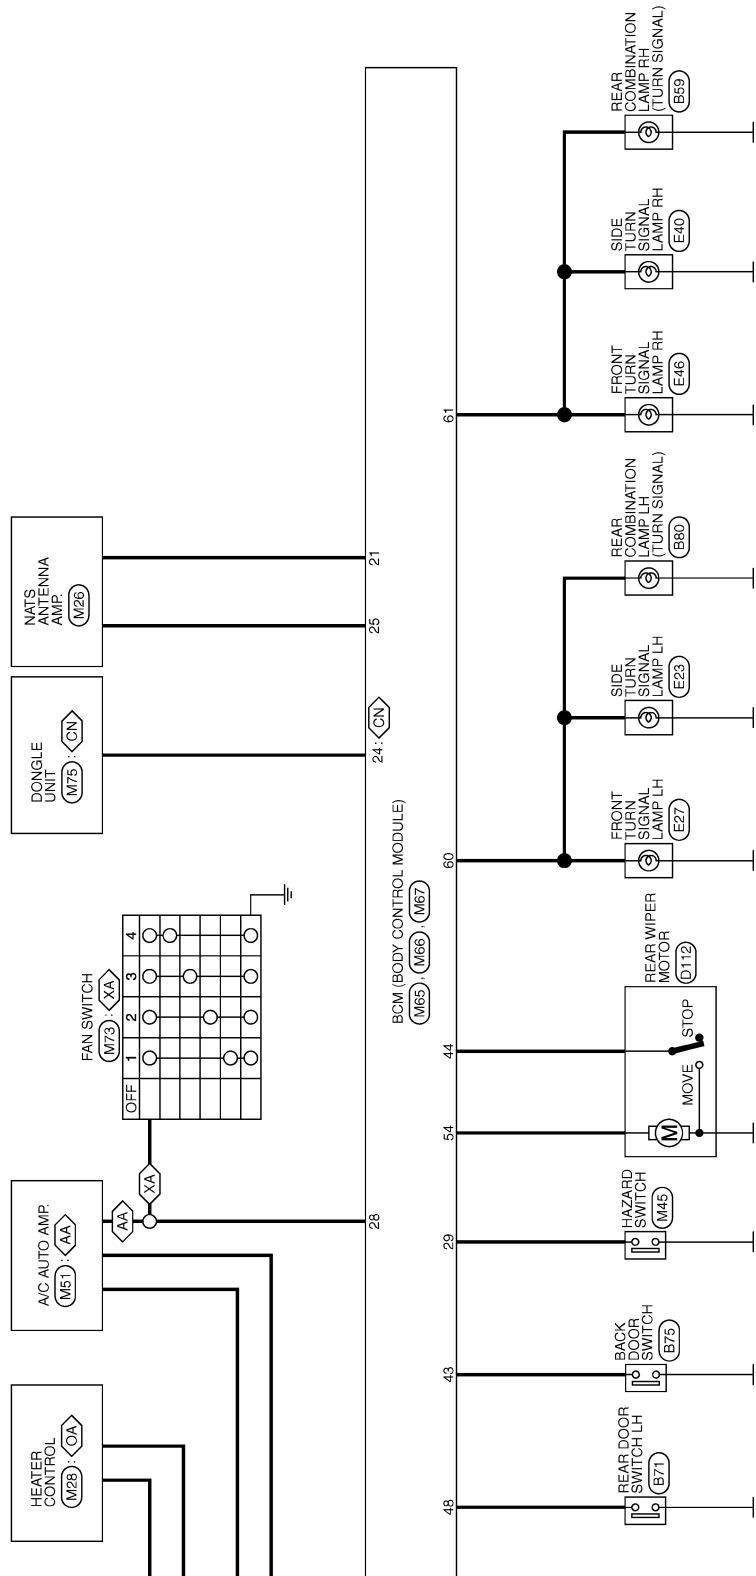 HEATER
CONTROL
M28 : OA
A/C AUTO AMP.
M51 : AA
AA
XA
FAN SWITCH
M73 : XA
OFF 1 2 3 4
DONGLE
UNIT
M75 : CN
NATS
ANTENNA
AMP.
M26
28
24 : CN
25
21
BCM (BODY CONTROL MODULE)
M65 , M66 , M67
48
43
29
54
44
60
61
REAR DOOR
SWITCH LH
B71
BACK
DOOR
SWITCH
B75
HAZARD
SWITCH
M45
REAR WIPER
MOTOR
D112
M
MOVE
STOP
FRONT
TURN
SIGNAL
LAMP LH
E27
SIDE
TURN
SIGNAL
LAMP LH
E23
REAR
COMBINATION
LAMP LH
(TURN SIGNAL)
B80
FRONT
TURN
SIGNAL
LAMP RH
E46
SIDE
TURN
SIGNAL
LAMP RH
E40
REAR
COMBINATION
LAMP RH
(TURN SIGNAL)
B59